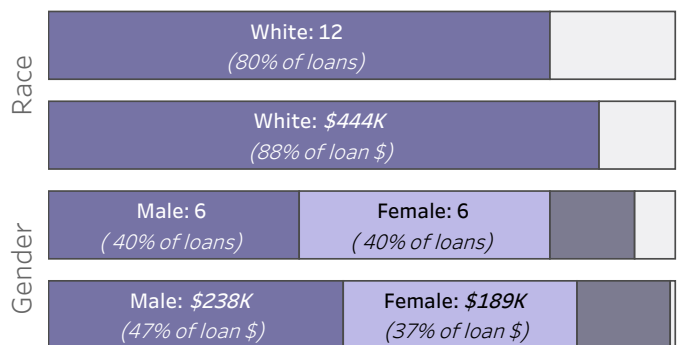 Race
White: 12
(80% of loans)
White: $444K
(88% of loan $)
Gender
Male: 6
( 40% of loans)
Female: 6
( 40% of loans)
Male: $238K
(47% of loan $)
Female: $189K
(37% of loan $)